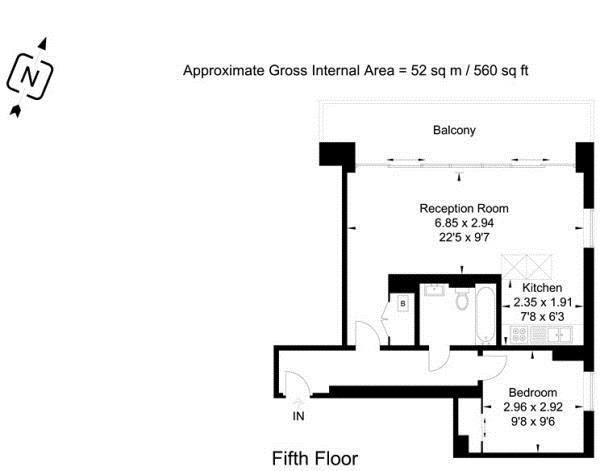 N
Approximate Gross Internal Area = 52 sq m / 560 sq ft
Balcony
Reception Room
6.85 x 2.94
22'5 x 9'7
B
Kitchen
2.35 x 1.91
7'8 x 6'3
Bedroom
2.96 x 2.92
9'8 x 9'6
IN
Fifth Floor